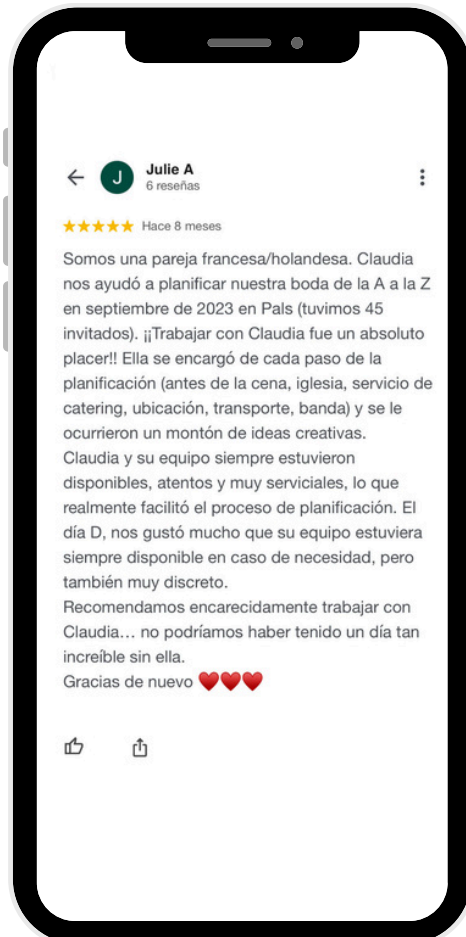 J
Julie A
6 reseñas
Hace 8 meses
Somos una pareja francesa/holandesa. Claudia
nos ayudó a planificar nuestra boda de la A a la Z
en septiembre de 2023 en Pals (tuvimos 45
invitados). ¡¡Trabajar con Claudia fue un absoluto
placer!! Ella se encargó de cada paso de la
planificación (antes de la cena, iglesia, servicio de
catering, ubicación, transporte, banda) y se le
ocurrieron un montón de ideas creativas.
Claudia y su equipo siempre estuvieron
disponibles, atentos y muy serviciales, lo que
realmente facilitó el proceso de planificación. El
día D, nos gustó mucho que su equipo estuviera
siempre disponible en caso de necesidad, pero
también muy discreto.
Recomendamos encarecidamente trabajar con
Claudia… no podríamos haber tenido un día tan
increíble sin ella.
Gracias de nuevo ♥️♥️♥️